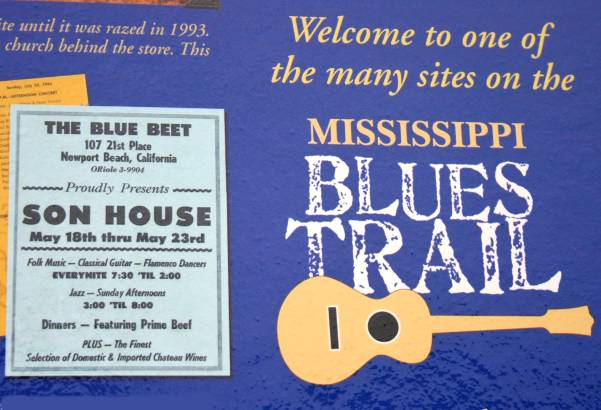 ite until it was razed in 1993.
church behind the store. This
Welcome to one of
the many sites on the
MISSISSIPPI
BLUES
TRAIL
THE BLUE BEET
107 21st Place
Newport Beach, California
ORiole 3-9904
Proudly Presents
SON HOUSE
May 18th thru May 23rd
Folk Music — Classical Guitar — Flamenco Dancers
EVERYNITE 7:30 'TIL 2:00
Jazz — Sunday Afternoons
3:00 'TIL 8:00
Dinners — Featuring Prime Beef
PLUS — The Finest
Selection of Domestic & Imported Chateau Wines